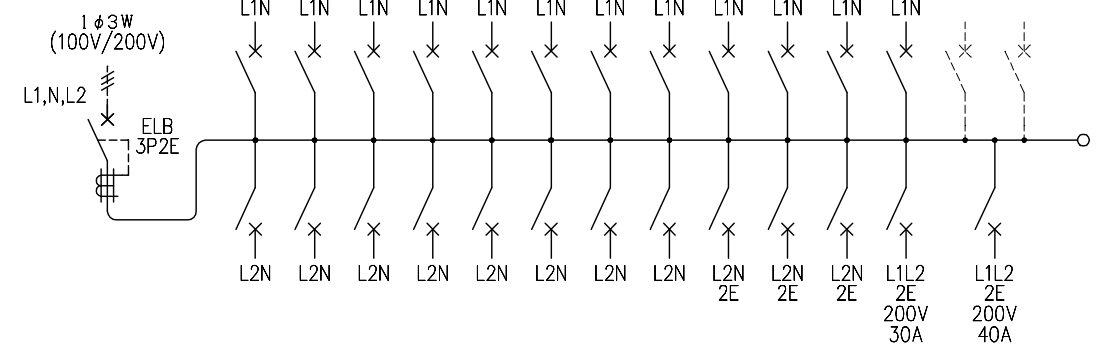 L1N L1N L1N L1N L1N L1N L1N L1N L1N L1N L1N L1N
1φ3W
(100V/200V)
L1,N,L2
ELB
3P2E
L2N L2N L2N L2N L2N L2N L2N L2N L2N L2N L2N L1L2 L1L2
2E 2E 2E 2E 2E
200V 200V
30A 40A